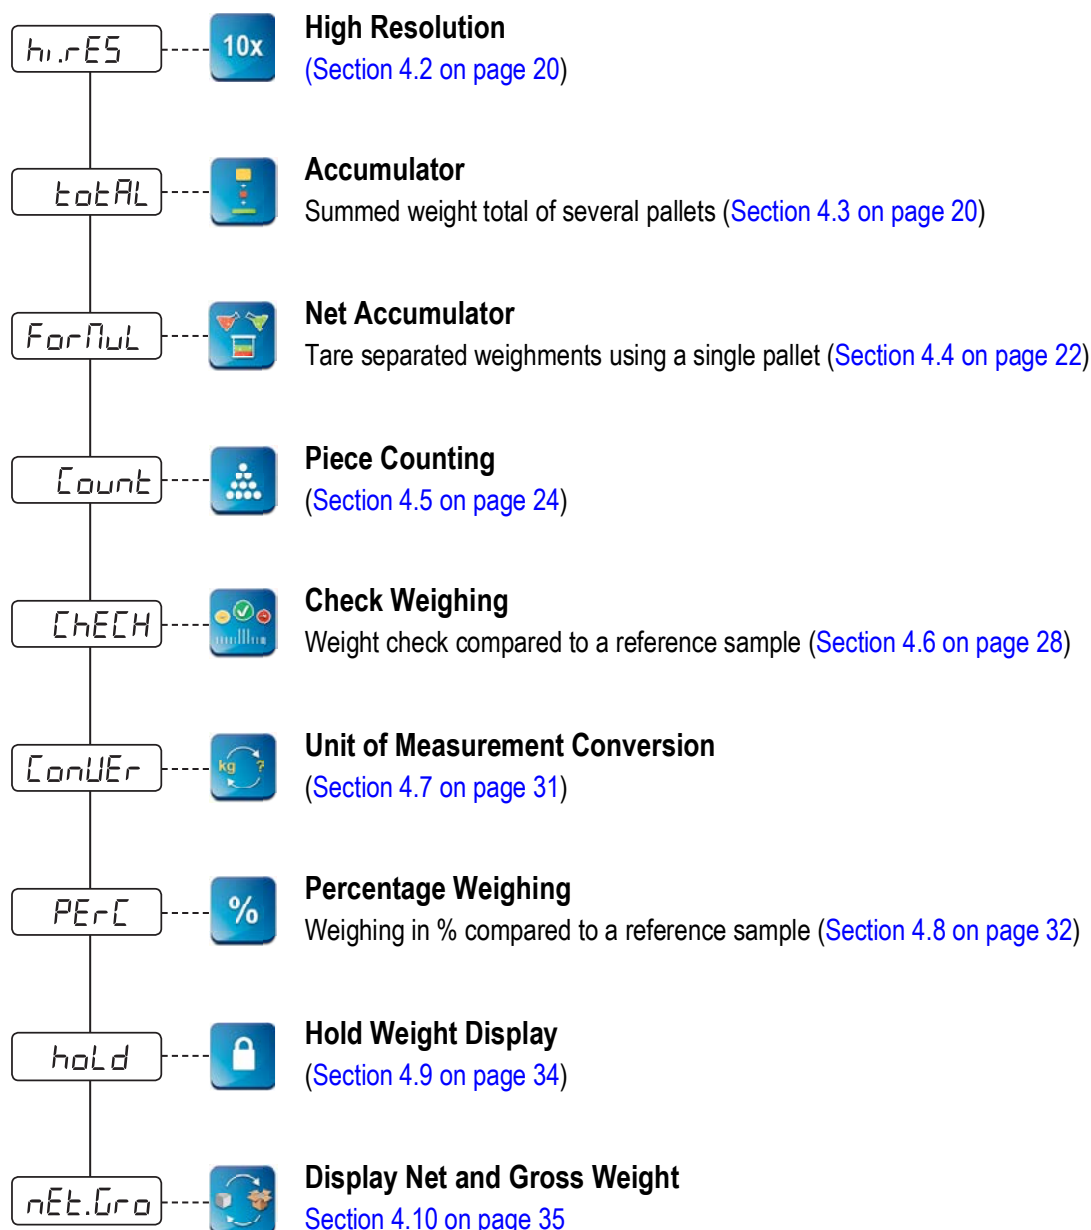 hi.rES
10x
High Resolution
(Section 4.2 on page 20)
totAL
Accumulator
Summed weight total of several pallets (Section 4.3 on page 20)
ForMuL
Net Accumulator
Tare separated weighments using a single pallet (Section 4.4 on page 22)
Count
Piece Counting
(Section 4.5 on page 24)
ChECH
Check Weighing
Weight check compared to a reference sample (Section 4.6 on page 28)
ConVEr
kg ?
Unit of Measurement Conversion
(Section 4.7 on page 31)
PErC
%
Percentage Weighing
Weighing in % compared to a reference sample (Section 4.8 on page 32)
hoLd
Hold Weight Display
(Section 4.9 on page 34)
nEt.Gro
Display Net and Gross Weight
Section 4.10 on page 35